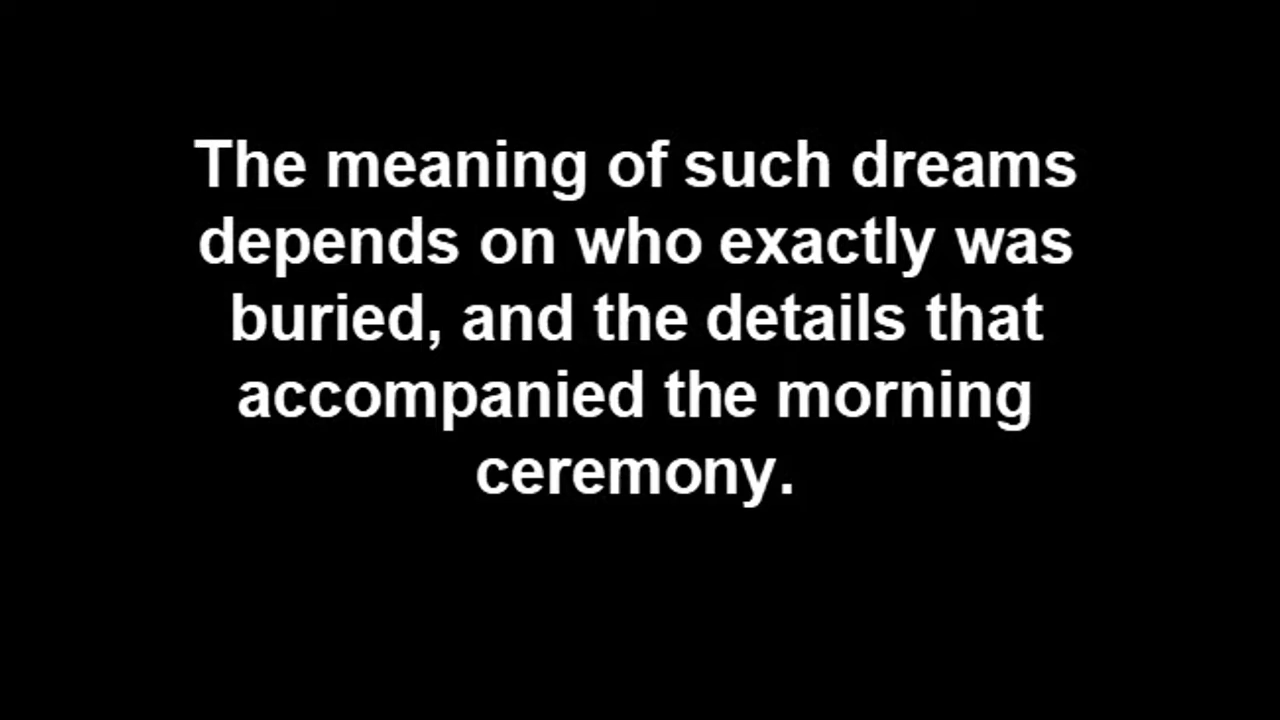 The meaning of such dreams
depends on who exactly was
buried, and the details that
accompanied the morning
ceremony.